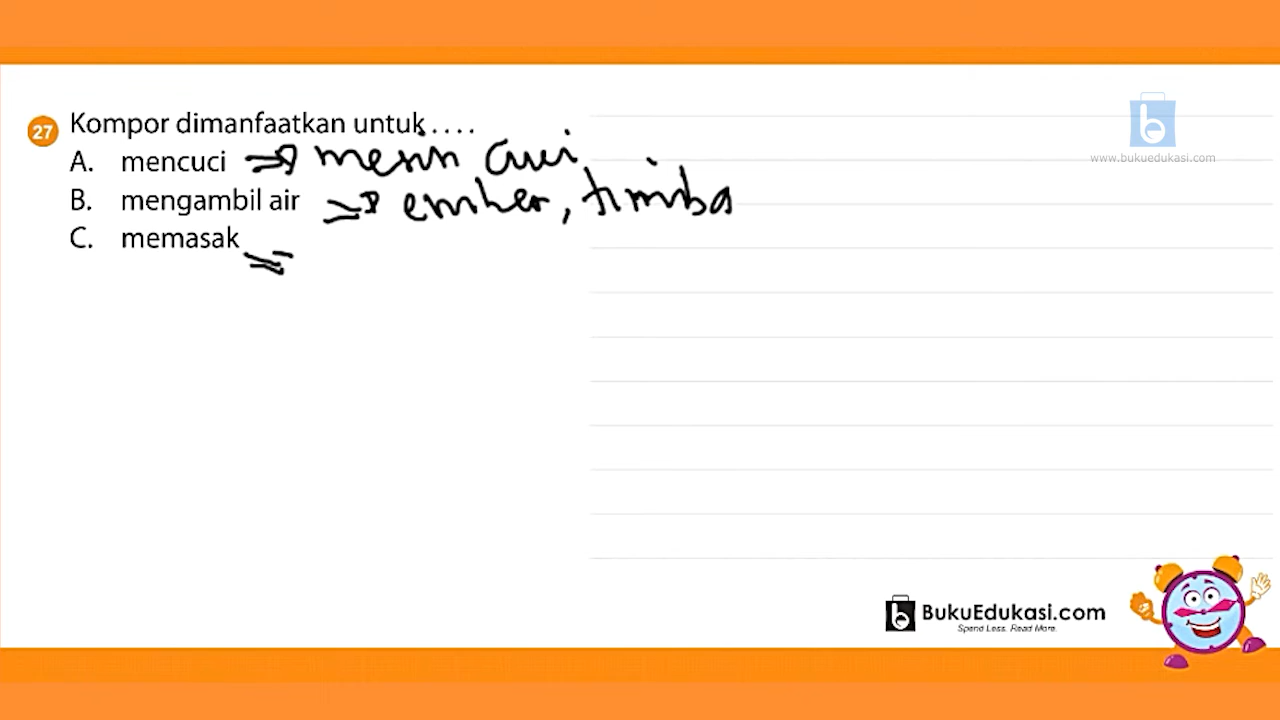 27 Kompor dimanfaatkan untuk . . . .
A. mencuci => mesin cuci
B. mengambil air => ember, timba
C. memasak =>
www.bukuedukasi.com
BukuEdukasi.com
Spend Less. Read More.